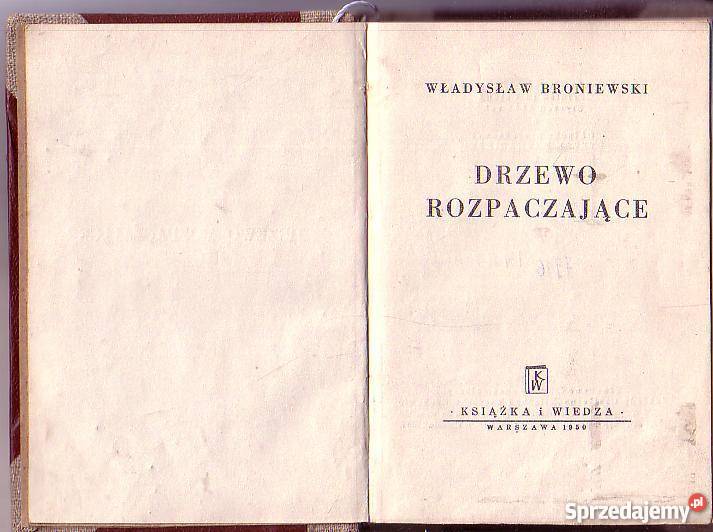 WŁADYSŁAW BRONIEWSKI
DRZEWO
ROZPACZAJĄCE
KW
· KSIĄŻKA i WIEDZA ·
WARSZAWA 1950
Sprzedajemy.pl